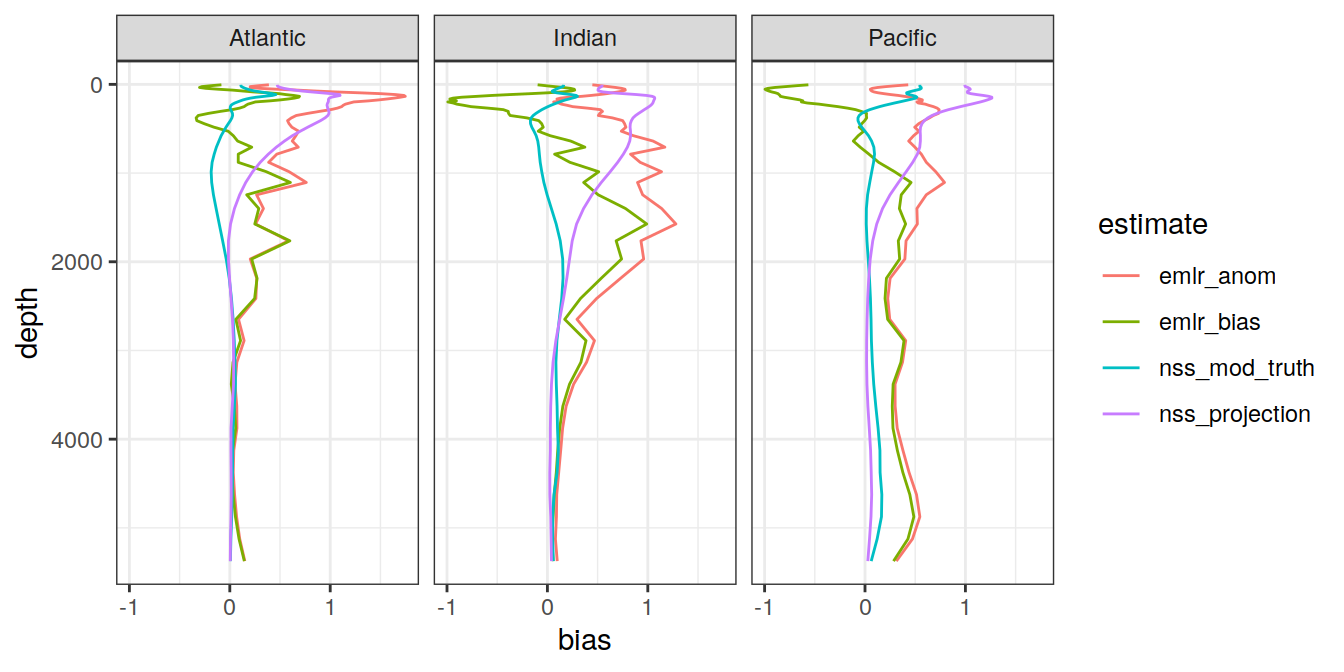 Atlantic
Indian
Pacific
0
2000
4000
depth
-1 0 1
-1 0 1
-1 0 1
bias
estimate
emlr_anom
emlr_bias
nss_mod_truth
nss_projection